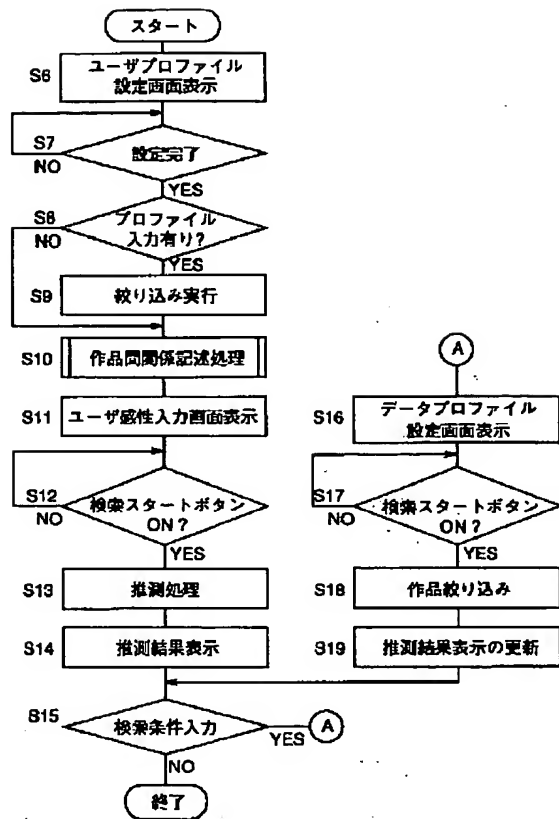 スタート
S6
ユーザプロファイル
設定画面表示
S7
NO
設定完了
YES
S8
NO
プロファイル
入力有り?
YES
S9
絞り込み実行
S10
作品間関係記述処理
S11
ユーザ感性入力画面表示
S12
NO
検索スタートボタン
ON?
YES
S13
推測処理
S14
推測結果表示
S15
検索条件入力
YES
A
NO
終了
A
S16
データプロファイル
設定画面表示
S17
NO
検索スタートボタン
ON?
YES
S18
作品絞り込み
S19
推測結果表示の更新